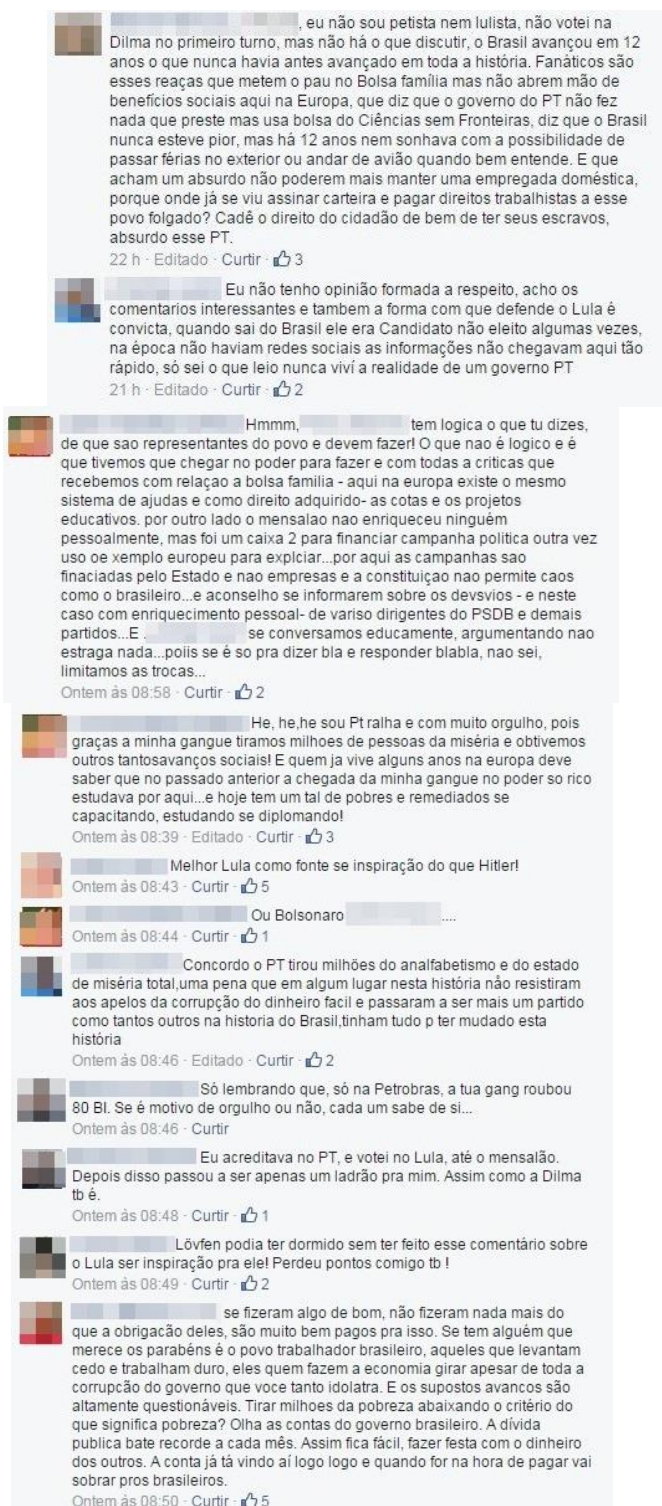 , eu não sou petista nem lulista, não votei na
Dilma no primeiro turno, mas não há o que discutir, o Brasil avançou em 12
anos o que nunca havia antes avançado em toda a história. Fanáticos são
esses reaças que metem o pau no Bolsa família mas não abrem mão de
benefícios sociais aqui na Europa, que diz que o governo do PT não fez
nada que preste mas usa bolsa do Ciências sem Fronteiras, diz que o Brasil
nunca esteve pior, mas há 12 anos nem sonhava com a possibilidade de
passar férias no exterior ou andar de avião quando bem entende. E que
acham um absurdo não poderem mais manter uma empregada doméstica,
porque onde já se viu assinar carteira e pagar direitos trabalhistas a esse
povo folgado? Cadê o direito do cidadão de bem de ter seus escravos,
absurdo esse PT.
22 h · Editado · Curtir · 3
Eu não tenho opinião formada a respeito, acho os
comentarios interessantes e tambem a forma com que defende o Lula é
convicta, quando sai do Brasil ele era Candidato não eleito algumas vezes,
na época não haviam redes sociais as informações não chegavam aqui tão
rápido, só sei o que leio nunca viví a realidade de um governo PT
21 h · Editado · Curtir · 2
Hmmm, tem logica o que tu dizes,
de que sao representantes do povo e devem fazer! O que nao é logico e é
que tivemos que chegar no poder para fazer e com todas a criticas que
recebemos com relaçao a bolsa familia - aqui na europa existe o mesmo
sistema de ajudas e como direito adquirido- as cotas e os projetos
educativos. por outro lado o mensalao nao enriqueceu ninguém
pessoalmente, mas foi um caixa 2 para financiar campanha politica outra vez
uso oe xemplo europeu para explciar...por aqui as campanhas sao
finaciadas pelo Estado e nao empresas e a constituiçao nao permite caos
como o brasileiro...e aconselho se informarem sobre os devsvios - e neste
caso com enriquecimento pessoal- de variso dirigentes do PSDB e demais
partidos...E . se conversamos educamente, argumentando nao
estraga nada...poiis se é so pra dizer bla e responder blabla, nao sei,
limitamos as trocas...
Ontem às 08:58 · Curtir · 2
He, he,he sou Pt ralha e com muito orgulho, pois
graças a minha gangue tiramos milhoes de pessoas da miséria e obtivemos
outros tantosavanços sociais! E quem ja vive alguns anos na europa deve
saber que no passado anterior a chegada da minha gangue no poder so rico
estudava por aqui...e hoje tem um tal de pobres e remediados se
capacitando, estudando se diplomando!
Ontem às 08:39 · Editado · Curtir · 3
Melhor Lula como fonte se inspiração do que Hitler!
Ontem às 08:43 · Curtir · 5
Ou Bolsonaro ....
Ontem às 08:44 · Curtir · 1
Concordo o PT tirou milhões do analfabetismo e do estado
de miséria total,uma pena que em algum lugar nesta história não resistiram
aos apelos da corrupção do dinheiro facil e passaram a ser mais um partido
como tantos outros na historia do Brasil,tinham tudo p ter mudado esta
história
Ontem às 08:46 · Editado · Curtir · 2
Só lembrando que, só na Petrobras, a tua gang roubou
80 BI. Se é motivo de orgulho ou não, cada um sabe de si...
Ontem às 08:46 · Curtir
Eu acreditava no PT, e votei no Lula, até o mensalão.
Depois disso passou a ser apenas um ladrão pra mim. Assim como a Dilma
tb é.
Ontem às 08:48 · Curtir · 1
Lövfen podia ter dormido sem ter feito esse comentário sobre
o Lula ser inspiração pra ele! Perdeu pontos comigo tb !
Ontem às 08:49 · Curtir · 2
se fizeram algo de bom, não fizeram nada mais do
que a obrigacão deles, são muito bem pagos pra isso. Se tem alguém que
merece os parabéns é o povo trabalhador brasileiro, aqueles que levantam
cedo e trabalham duro, eles quem fazem a economia girar apesar de toda a
corrupcão do governo que voce tanto idolatra. E os supostos avancos são
altamente questionáveis. Tirar milhoes da pobreza abaixando o critério do
que significa pobreza? Olha as contas do governo brasileiro. A dívida
publica bate recorde a cada mês. Assim fica fácil, fazer festa com o dinheiro
dos outros. A conta já tá vindo aí logo logo e quando for na hora de pagar vai
sobrar pros brasileiros.
Ontem às 08:50 · Curtir · 5